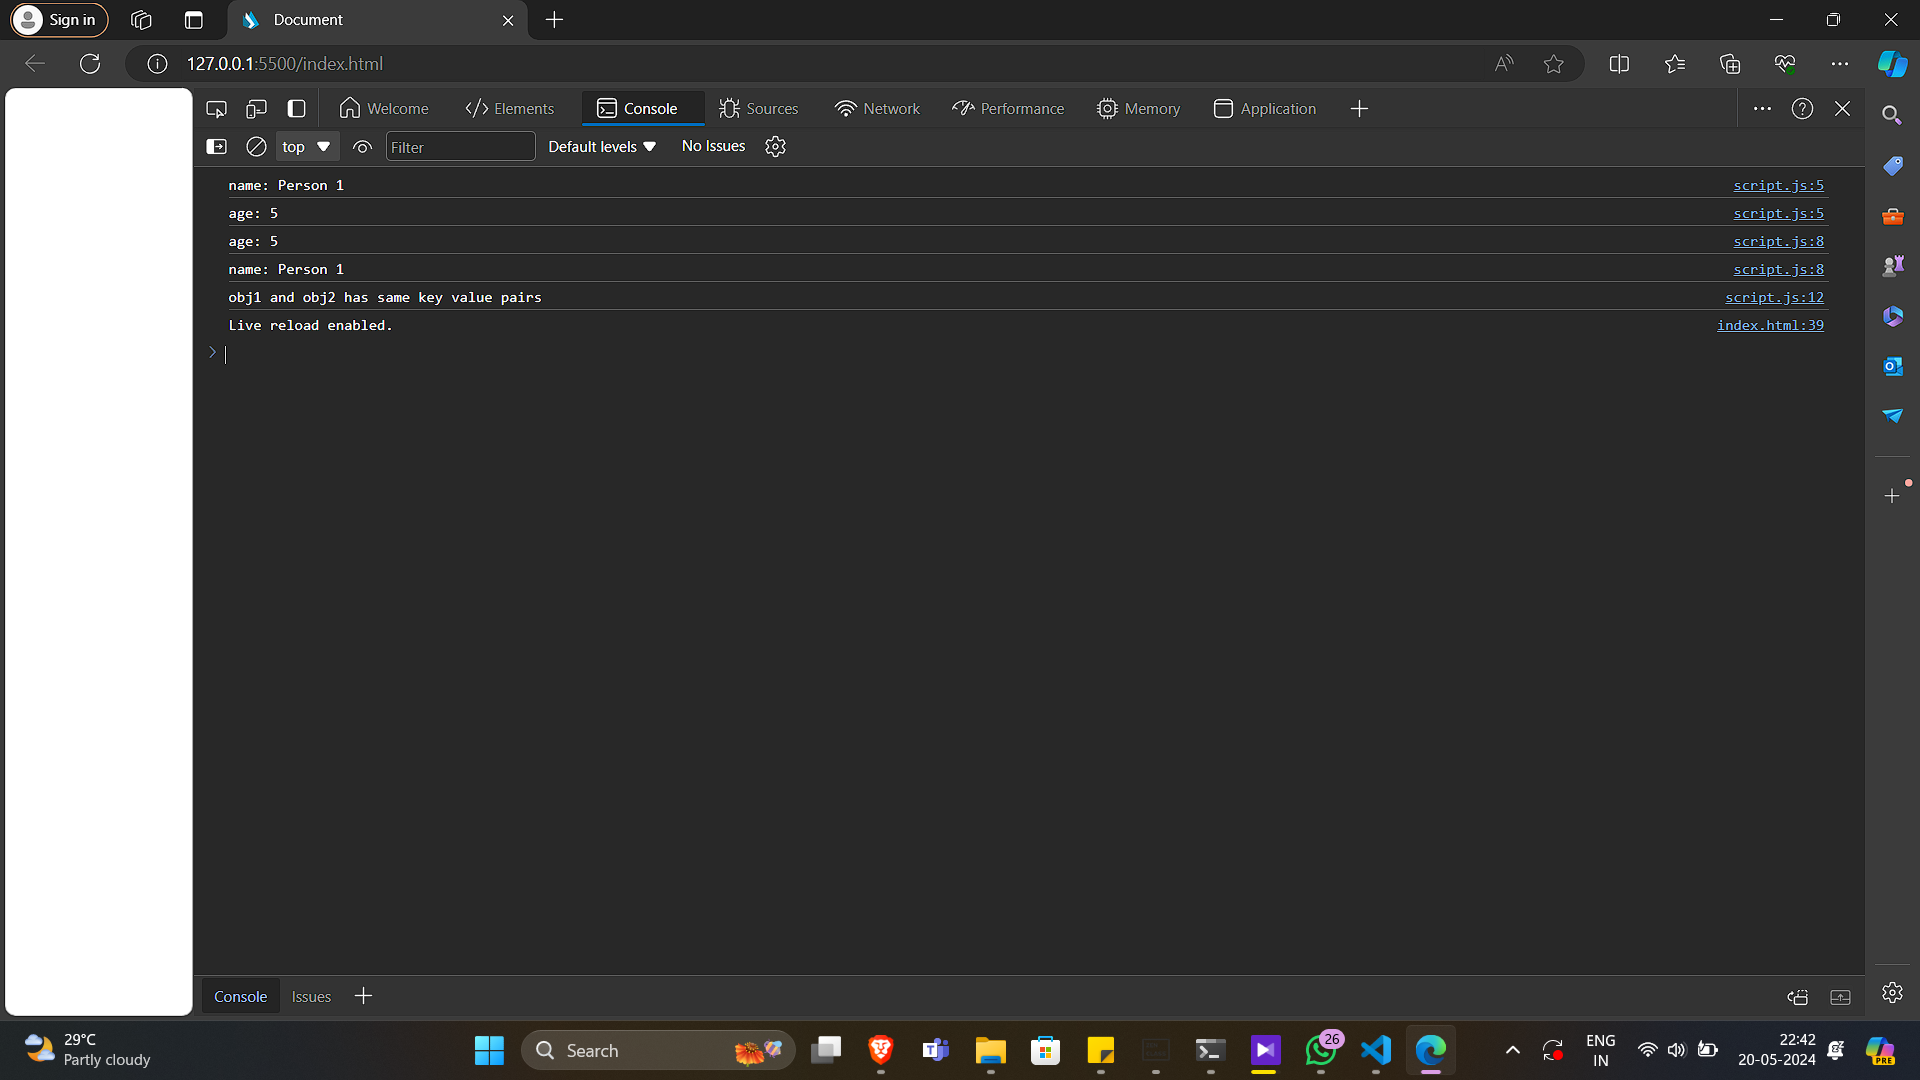 Sign in
Document
127.0.0.1:5500/index.html
Welcome
Elements
Console
Sources
Network
Performance
Memory
Application
top
Filter
Default levels
No Issues
name: Person 1 script.js:5
age: 5 script.js:5
age: 5 script.js:8
name: Person 1 script.js:8
obj1 and obj2 has same key value pairs script.js:12
Live reload enabled. index.html:39
Console
Issues
29°C
Partly cloudy
Search
26
ENG
IN
22:42
20-05-2024
PRE